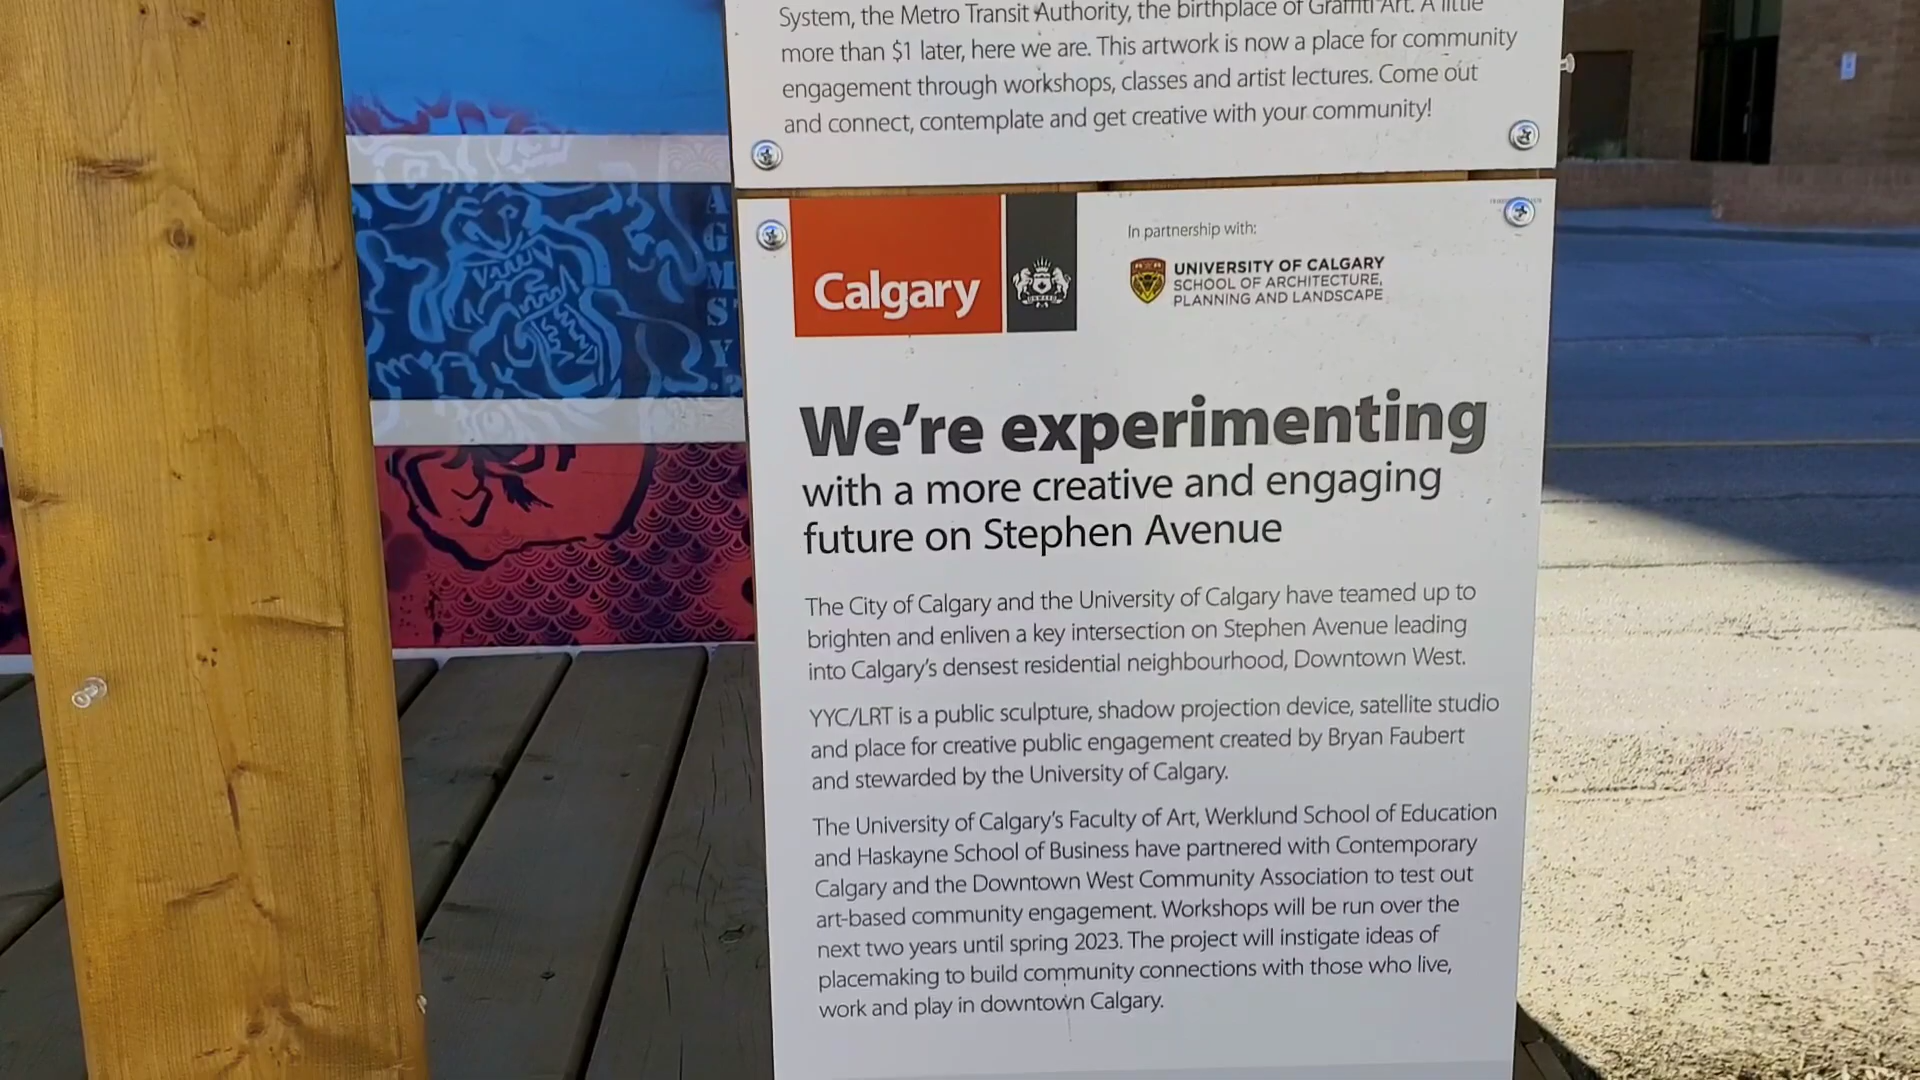 System, the Metro Transit Authority, the birthplace of Graffiti Art. A little
more than $1 later, here we are. This artwork is now a place for community
engagement through workshops, classes and artist lectures. Come out
and connect, contemplate and get creative with your community!
Calgary
In partnership with:
UNIVERSITY OF CALGARY
SCHOOL OF ARCHITECTURE,
PLANNING AND LANDSCAPE
We're experimenting
with a more creative and engaging
future on Stephen Avenue
The City of Calgary and the University of Calgary have teamed up to
brighten and enliven a key intersection on Stephen Avenue leading
into Calgary's densest residential neighbourhood, Downtown West.
YYC/LRT is a public sculpture, shadow projection device, satellite studio
and place for creative public engagement created by Bryan Faubert
and stewarded by the University of Calgary.
The University of Calgary's Faculty of Art, Werklund School of Education
and Haskayne School of Business have partnered with Contemporary
Calgary and the Downtown West Community Association to test out
art-based community engagement. Workshops will be run over the
next two years until spring 2023. The project will instigate ideas of
placemaking to build community connections with those who live,
work and play in downtown Calgary.